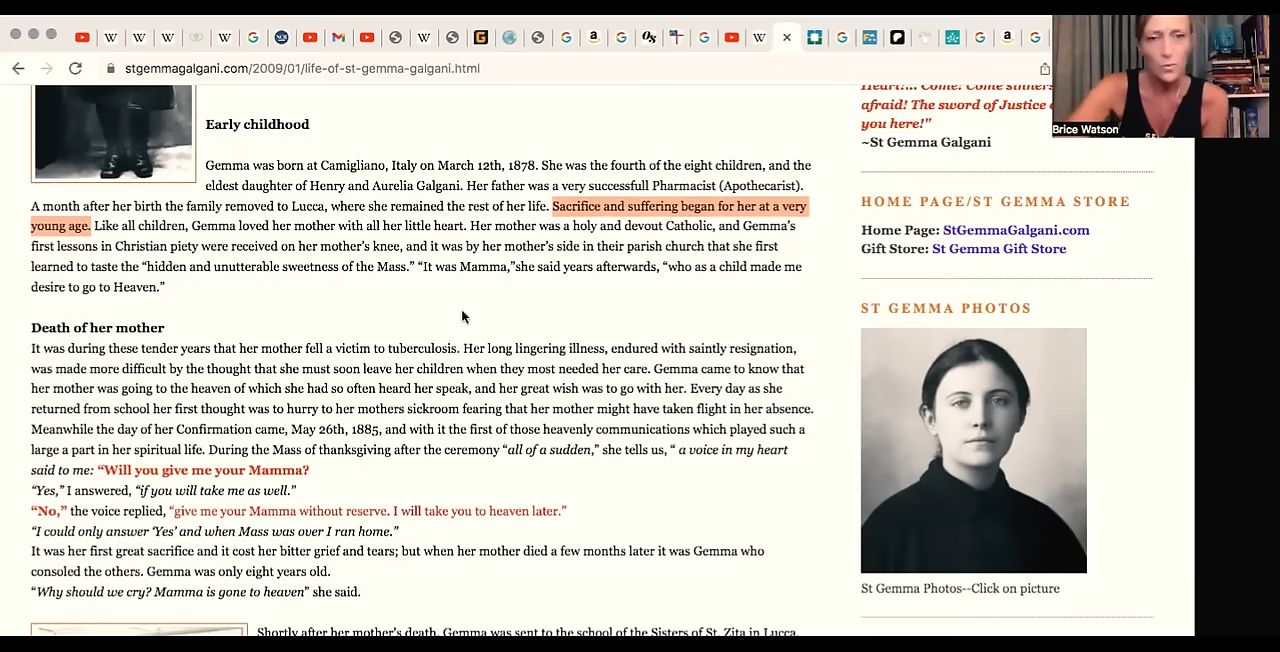 stgemmagalgani.com/2009/01/life-of-st-gemma-galgani.html
Early childhood
Gemma was born at Camigliano, Italy on March 12th, 1878. She was the fourth of the eight children, and the
eldest daughter of Henry and Aurelia Galgani. Her father was a very successfull Pharmacist (Apothecarist).
A month after her birth the family removed to Lucca, where she remained the rest of her life. Sacrifice and suffering began for her at a very
young age. Like all children, Gemma loved her mother with all her little heart. Her mother was a holy and devout Catholic, and Gemma’s
first lessons in Christian piety were received on her mother’s knee, and it was by her mother’s side in their parish church that she first
learned to taste the “hidden and unutterable sweetness of the Mass.” “It was Mamma,”she said years afterwards, “who as a child made me
desire to go to Heaven.”
Death of her mother
It was during these tender years that her mother fell a victim to tuberculosis. Her long lingering illness, endured with saintly resignation,
was made more difficult by the thought that she must soon leave her children when they most needed her care. Gemma came to know that
her mother was going to the heaven of which she had so often heard her speak, and her great wish was to go with her. Every day as she
returned from school her first thought was to hurry to her mothers sickroom fearing that her mother might have taken flight in her absence.
Meanwhile the day of her Confirmation came, May 26th, 1885, and with it the first of those heavenly communications which played such a
large a part in her spiritual life. During the Mass of thanksgiving after the ceremony “all of a sudden,” she tells us, “ a voice in my heart
said to me: “Will you give me your Mamma?
“Yes,” I answered, “if you will take me as well.”
“No,” the voice replied, “give me your Mamma without reserve. I will take you to heaven later.”
“I could only answer ‘Yes’ and when Mass was over I ran home.”
It was her first great sacrifice and it cost her bitter grief and tears; but when her mother died a few months later it was Gemma who
consoled the others. Gemma was only eight years old.
“Why should we cry? Mamma is gone to heaven” she said.
Shortly after her mother's death, Gemma was sent to the school of the Sisters of St. Zita in Lucca,
Heart!... Come! Come sinners
afraid! The sword of Justice
you here!"
~St Gemma Galgani
HOME PAGE/ST GEMMA STORE
Home Page: StGemmaGalgani.com
Gift Store: St Gemma Gift Store
ST GEMMA PHOTOS
St Gemma Photos--Click on picture
Brice Watson